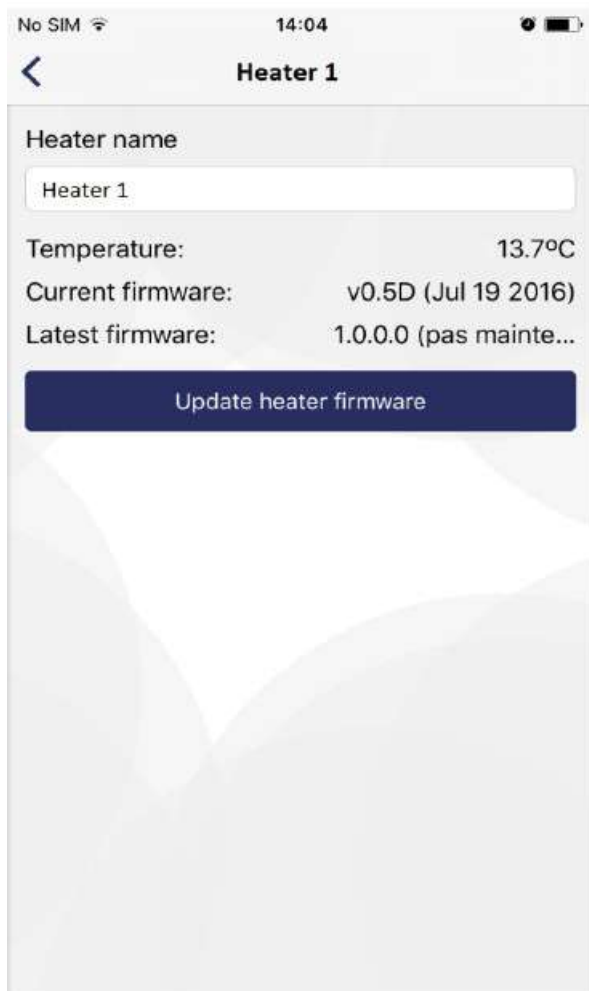 No SIM 14:04
Heater 1
Heater name
Heater 1
Temperature: 13.7ºC
Current firmware: v0.5D (Jul 19 2016)
Latest firmware: 1.0.0.0 (pas mainte...
Update heater firmware